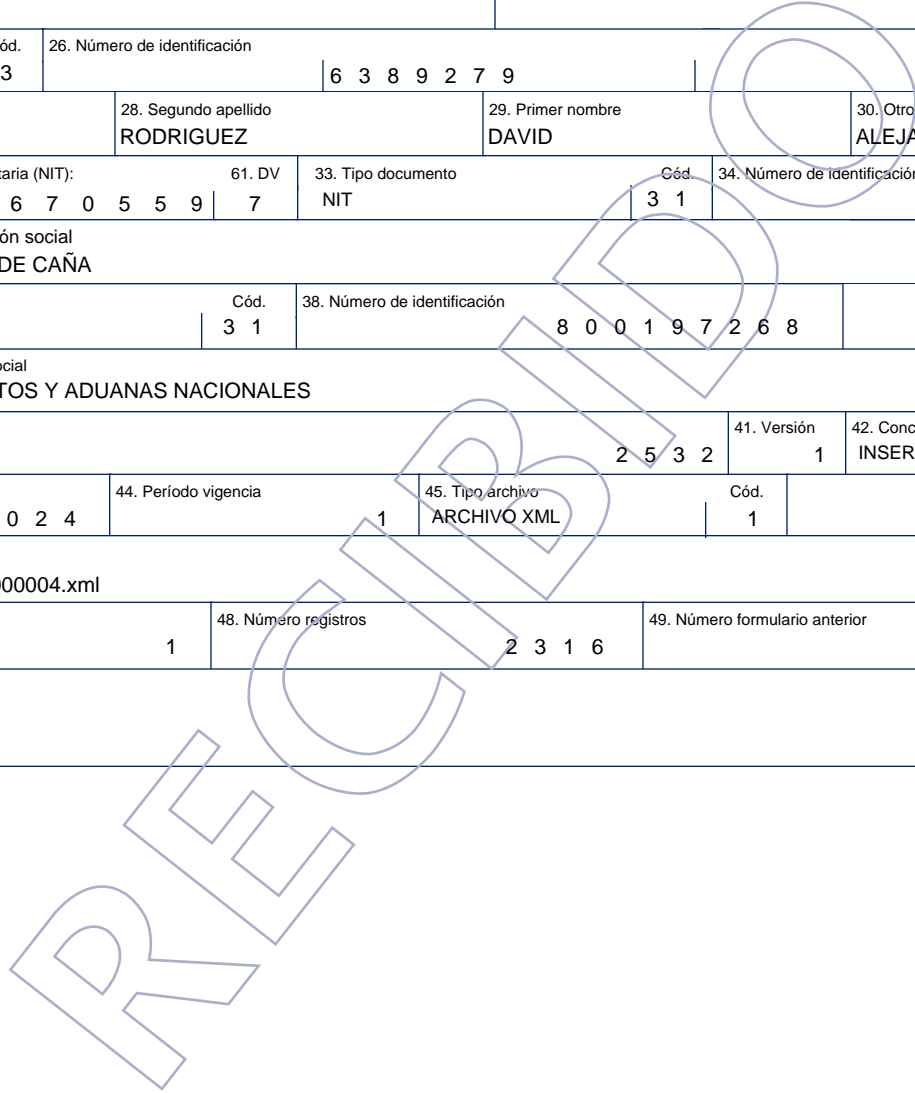 ód. 26. Número de identificación
3 6 3 8 9 2 7 9
28. Segundo apellido 29. Primer nombre 30. Otro
RODRIGUEZ DAVID ALEJA
taria (NIT): 61. DV 33. Tipo documento Cód. 34. Número de identificación
6 7 0 5 5 9 7 NIT 3 1
ón social
DE CAÑA
Cód. 38. Número de identificación
3 1 8 0 0 1 9 7 2 6 8
ocial
TOS Y ADUANAS NACIONALES
41. Versión 42. Conc
2 5 3 2 1 INSER
44. Período vigencia 45. Tipo archivo Cód.
0 2 4 1 ARCHIVO XML 1
000004.xml
48. Número registros 49. Número formulario anterior
1 2 3 1 6
RECIBIDO